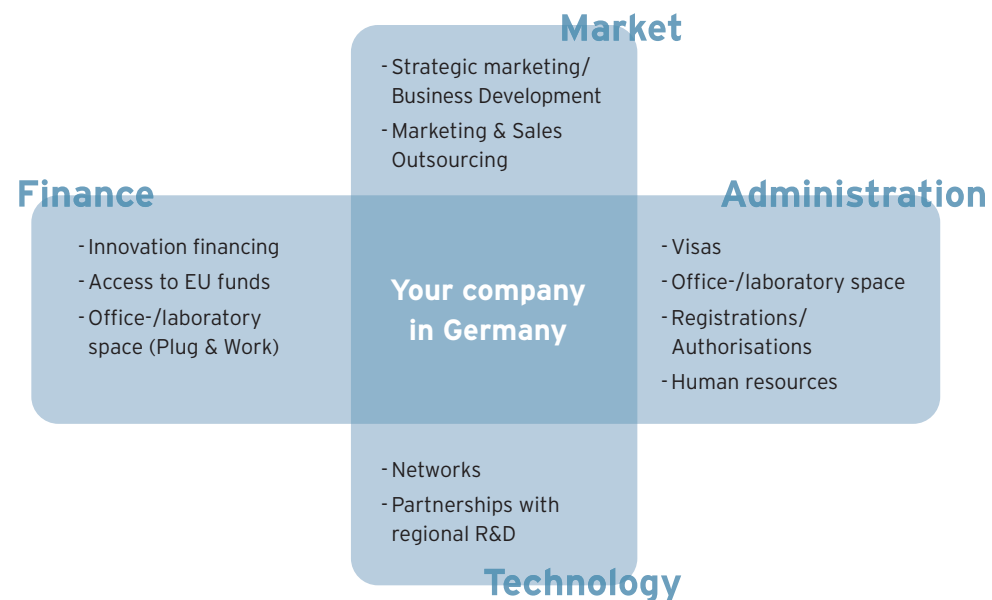 Market
- Strategic marketing/
Business Development
- Marketing & Sales
Outsourcing
Finance
- Innovation financing
- Access to EU funds
- Office-/laboratory
space (Plug & Work)
Your company
in Germany
Administration
- Visas
- Office-/laboratory space
- Registrations/
Authorisations
- Human resources
- Networks
- Partnerships with
regional R&D
Technology